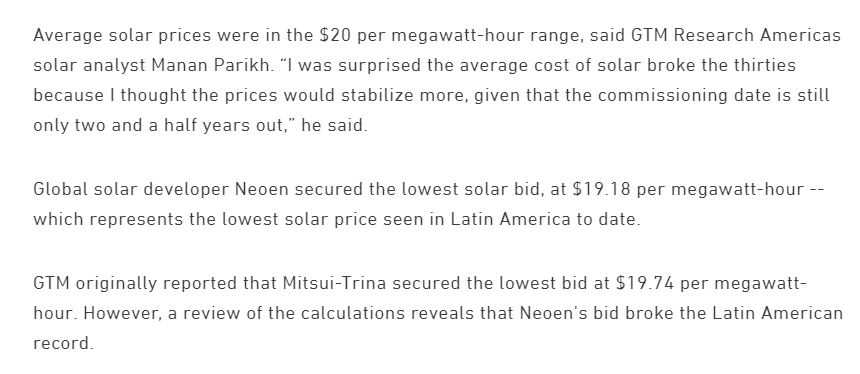 Average solar prices were in the $20 per megawatt-hour range, said GTM Research Americas
solar analyst Manan Parikh. “I was surprised the average cost of solar broke the thirties
because I thought the prices would stabilize more, given that the commissioning date is still
only two and a half years out,” he said.
Global solar developer Neoen secured the lowest solar bid, at $19.18 per megawatt-hour --
which represents the lowest solar price seen in Latin America to date.
GTM originally reported that Mitsui-Trina secured the lowest bid at $19.74 per megawatt-
hour. However, a review of the calculations reveals that Neoen's bid broke the Latin American
record.